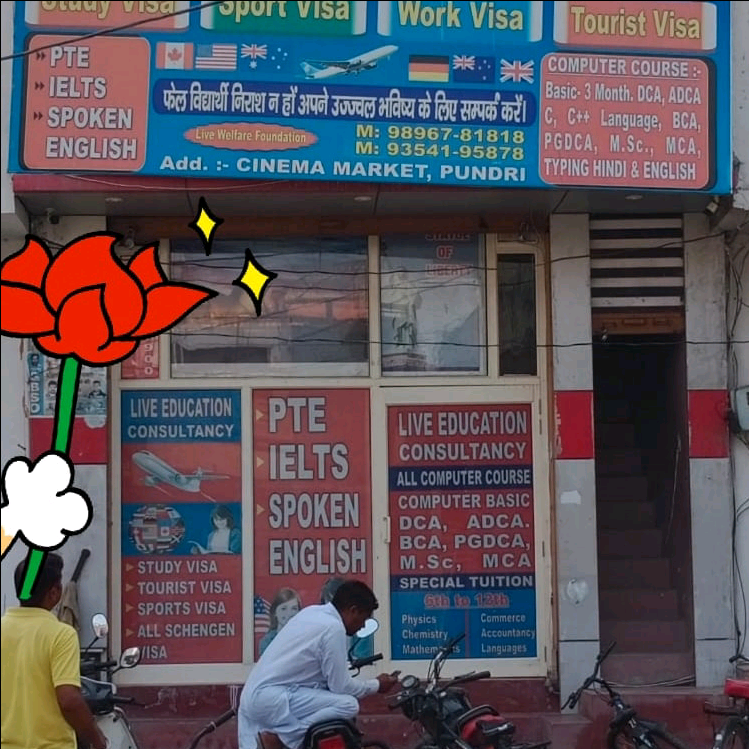 Study Visa
Sport Visa
Work Visa
Tourist Visa
PTE
IELTS
SPOKEN
ENGLISH
फेल विद्यार्थी निराश न हों अपने उज्ज्वल भविष्य के लिए सम्पर्क करें।
Live Welfare Foundation
M: 98967-81818
M: 93541-95878
Add. :- CINEMA MARKET, PUNDRI
COMPUTER COURSE :-
Basic- 3 Month. DCA, ADCA
C, C++ Language, BCA,
PGDCA, M.Sc., MCA,
TYPING HINDI & ENGLISH
STATUE
OF
LIBERTY
LIVE EDUCATION
CONSULTANCY
STUDY VISA
TOURIST VISA
SPORTS VISA
ALL SCHENGEN
VISA
PTE
IELTS
SPOKEN
ENGLISH
LIVE EDUCATION
CONSULTANCY
ALL COMPUTER COURSE
COMPUTER BASIC
DCA, ADCA.
BCA, PGDCA,
M.Sc, MCA
SPECIAL TUITION
6th to 12th
Physics
Chemistry
Mathematics
Commerce
Accountancy
Languages